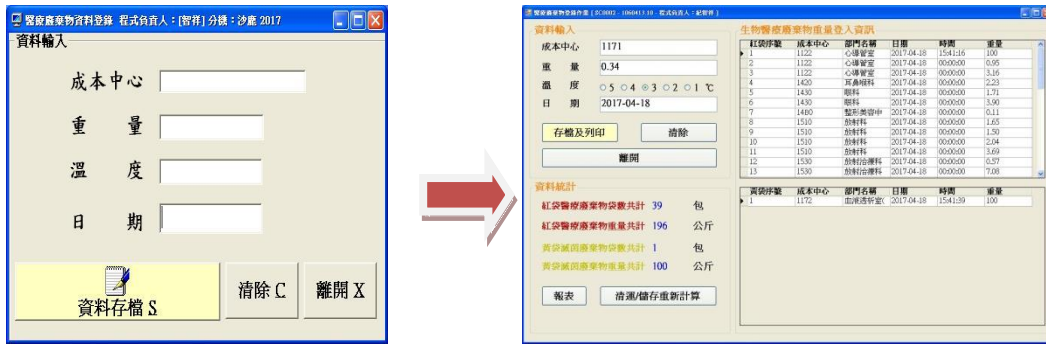 醫療廢棄物資料登錄 程式負責人：[智祥] 分機：沙鹿 2017
資料輸入
成本中心
重 量
溫 度
日 期
資料存檔 S
清除 C
離開 X
醫療廢棄物登錄作業 [ SC0002 - 1060413.10 - 程式負責人：紀智祥 ]
資料輸入
成本中心 1171
重 量 0.34
溫 度 5 4 3 2 1 ℃
日 期 2017-04-18
存檔及列印 清除
離開
資料統計
紅袋醫療廢棄物袋數共計 39 包
紅袋醫療廢棄物重量共計 196 公斤
黃袋滅菌廢棄物袋數共計 1 包
黃袋滅菌廢棄物重量共計 100 公斤
報表 清運/儲存重新計算
生物醫療廢棄物重量登入資訊
紅袋序號 成本中心 部門名稱 日期 時間 重量
1 1122 心導管室 2017-04-18 15:41:16 100
2 1122 心導管室 2017-04-18 00:00:00 0.95
3 1122 心導管室 2017-04-18 00:00:00 3.16
4 1420 耳鼻喉科 2017-04-18 00:00:00 2.23
5 1430 眼科 2017-04-18 00:00:00 1.71
6 1430 眼科 2017-04-18 00:00:00 3.90
7 1480 整形美容中 2017-04-18 00:00:00 0.11
8 1510 放射科 2017-04-18 00:00:00 1.65
9 1510 放射科 2017-04-18 00:00:00 1.50
10 1510 放射科 2017-04-18 00:00:00 2.04
11 1510 放射科 2017-04-18 00:00:00 3.69
12 1530 放射治療科 2017-04-18 00:00:00 0.57
13 1530 放射治療科 2017-04-18 00:00:00 7.08
黃袋序號 成本中心 部門名稱 日期 時間 重量
1 1172 血液透析室( 2017-04-18 15:41:39 100